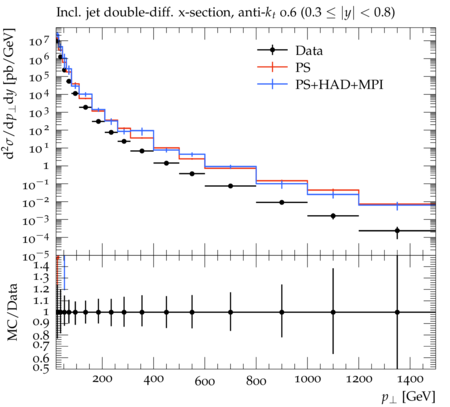 Incl. jet double-diff. x-section, anti-k_t 0.6 (0.3 ≤ |y| < 0.8)
d²σ/dp⊥dy [pb/GeV]
10⁷
10⁶
10⁵
10⁴
10³
10²
10¹
1
10⁻¹
10⁻²
10⁻³
10⁻⁴
10⁻⁵
Data
PS
PS+HAD+MPI
MC/Data
1.4
1.3
1.2
1.1
1
0.9
0.8
0.7
0.6
0.5
200 400 600 800 1000 1200 1400
p⊥ [GeV]